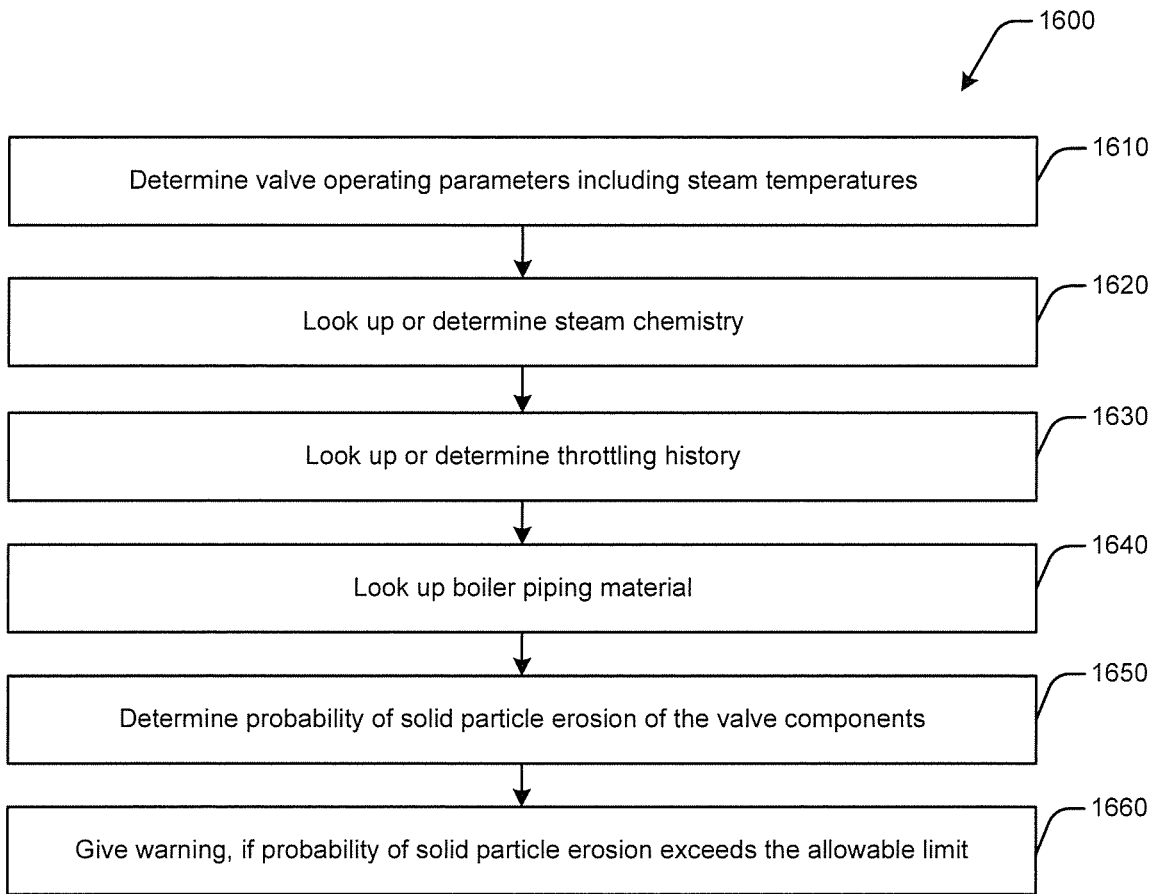 1600
1610
Determine valve operating parameters including steam temperatures
1620
Look up or determine steam chemistry
1630
Look up or determine throttling history
1640
Look up boiler piping material
1650
Determine probability of solid particle erosion of the valve components
1660
Give warning, if probability of solid particle erosion exceeds the allowable limit